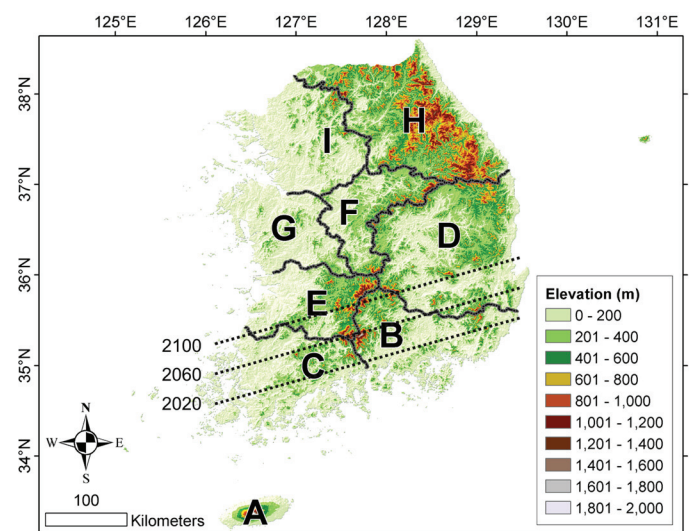 125°E 126°E 127°E 128°E 129°E 130°E 131°E
38°N
37°N
36°N
35°N
34°N
H
I
F
G
D
E
B
C
A
2100
2060
2020
N
W E
S
100
Kilometers
Elevation (m)
0 - 200
201 - 400
401 - 600
601 - 800
801 - 1,000
1,001 - 1,200
1,201 - 1,400
1,401 - 1,600
1,601 - 1,800
1,801 - 2,000